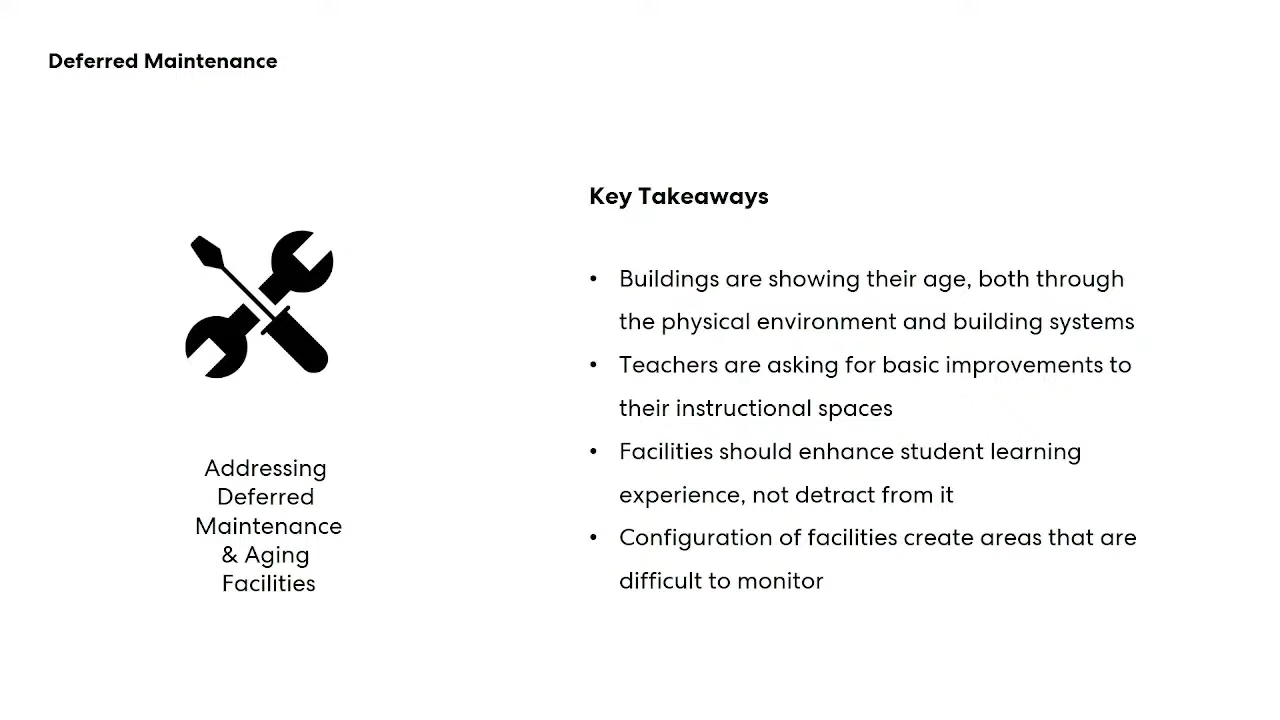 Deferred Maintenance
Key Takeaways
• Buildings are showing their age, both through
the physical environment and building systems
• Teachers are asking for basic improvements to
their instructional spaces
• Facilities should enhance student learning
experience, not detract from it
• Configuration of facilities create areas that are
difficult to monitor
Addressing
Deferred
Maintenance
& Aging
Facilities